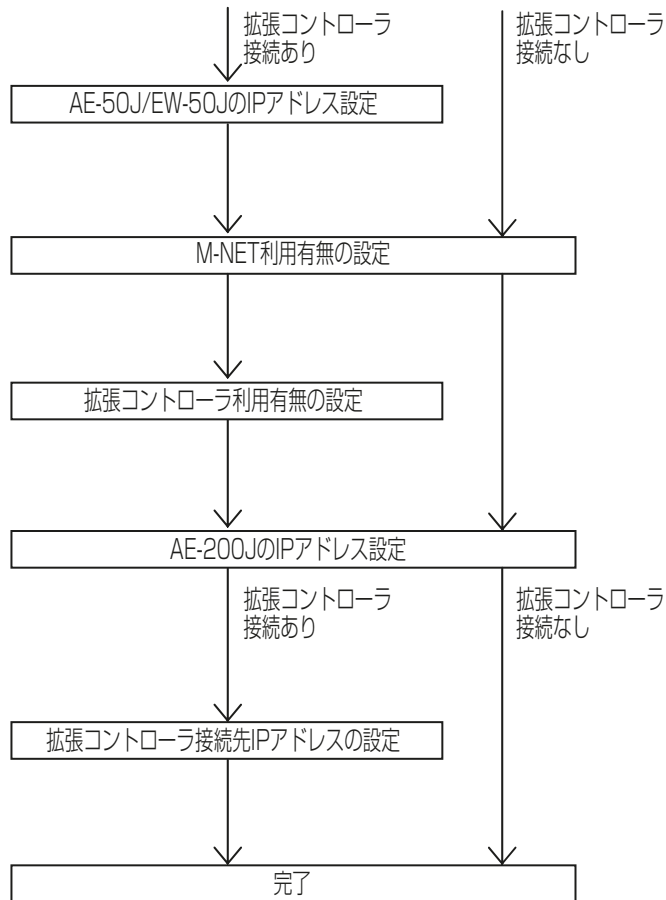 拡張コントローラ
接続あり
拡張コントローラ
接続なし
AE-50J/EW-50JのIPアドレス設定
M-NET利用有無の設定
拡張コントローラ利用有無の設定
AE-200JのIPアドレス設定
拡張コントローラ
接続あり
拡張コントローラ
接続なし
拡張コントローラ接続先IPアドレスの設定
完了